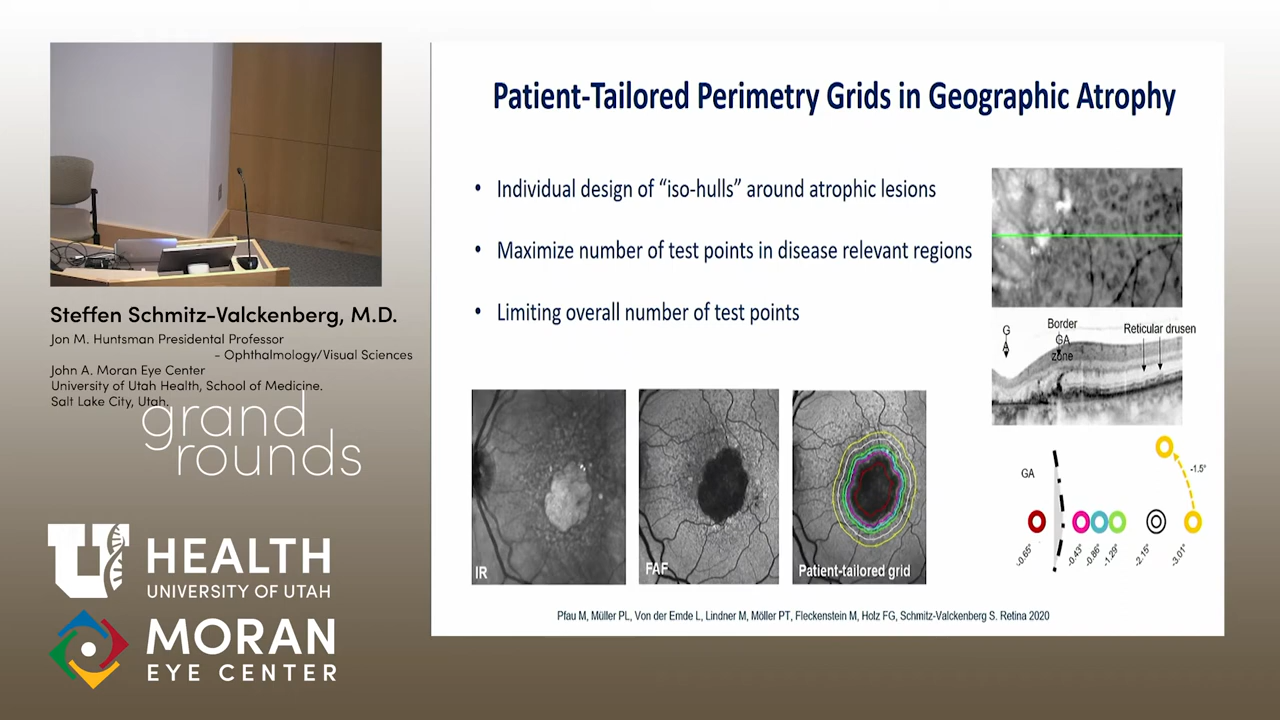 Patient-Tailored Perimetry Grids in Geographic Atrophy
• Individual design of “iso-hulls” around atrophic lesions
• Maximize number of test points in disease relevant regions
• Limiting overall number of test points
GA
Border
GA
zone
Reticular drusen
IR
FAF
Patient-tailored grid
GA
-1.5°
-0.65°
-0.43°
-0.86°
-1.29°
-2.15°
-3.01°
Pfau M, Müller PL, Von der Emde L, Lindner M, Möller PT, Fleckenstein M, Holz FG, Schmitz-Valckenberg S. Retina 2020
Steffen Schmitz-Valckenberg, M.D.
Jon M. Huntsman Presidential Professor
- Ophthalmology/Visual Sciences
John A. Moran Eye Center
University of Utah Health, School of Medicine.
Salt Lake City, Utah.
grand
rounds
U HEALTH
UNIVERSITY OF UTAH
MORAN
EYE CENTER